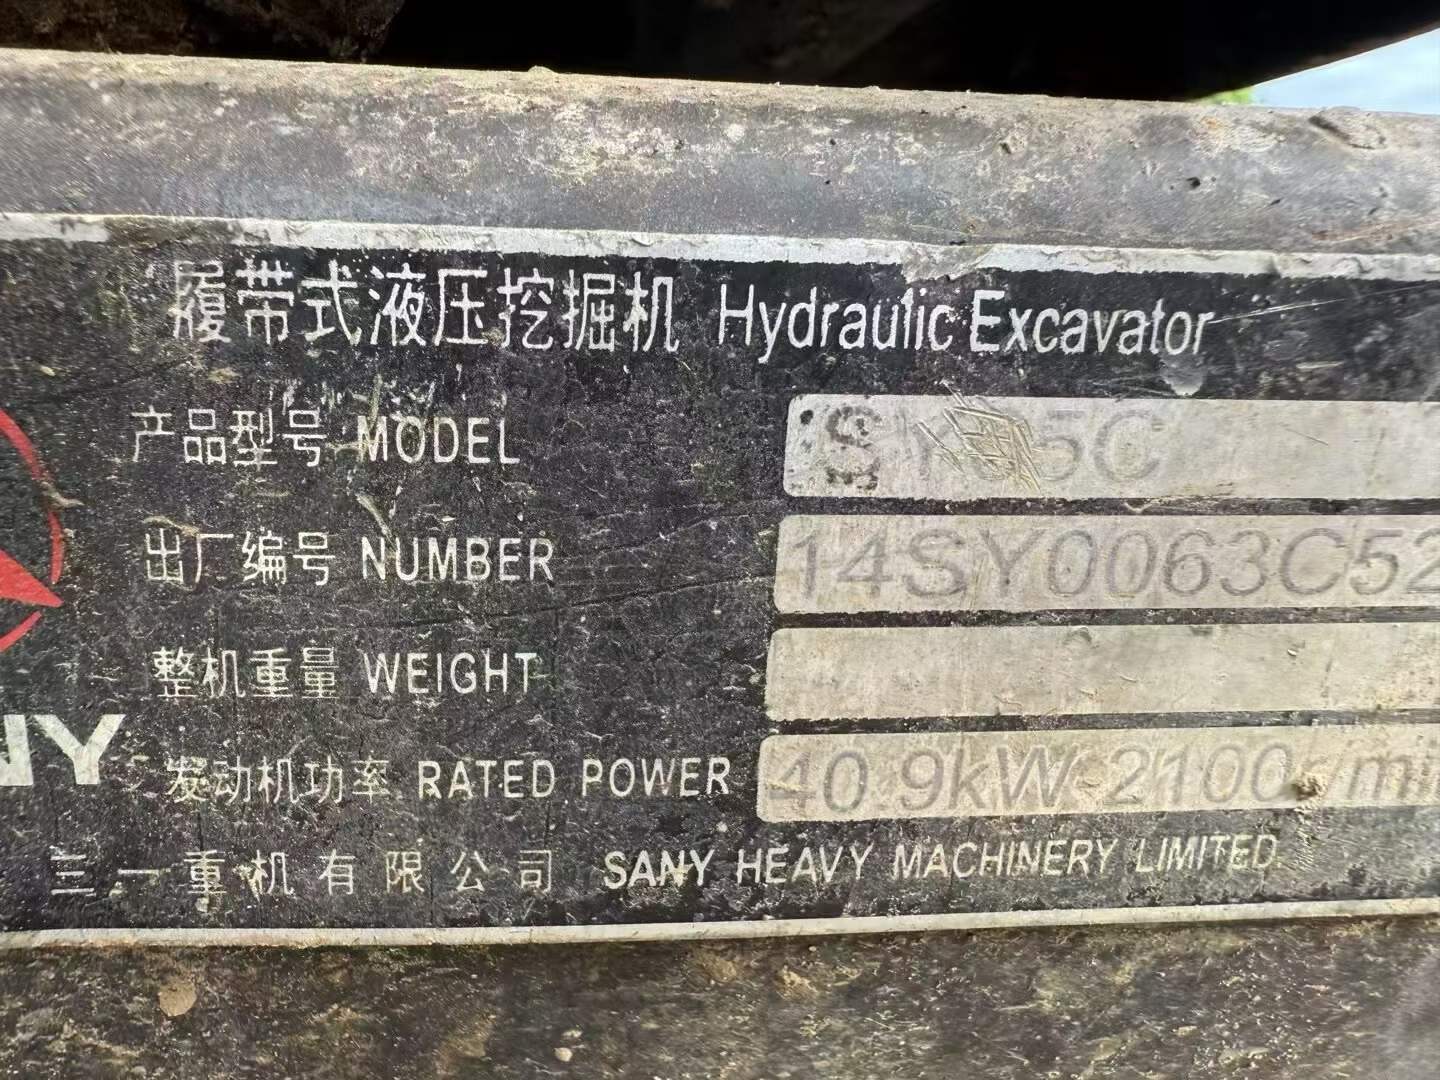 履带式液压挖掘机 Hydraulic Excavator
产品型号 MODEL
出厂编号 NUMBER 14SY0063C52
整机重量 WEIGHT
NY
发动机功率 RATED POWER 40.9kW 2100r/min
三一重机有限公司 SANY HEAVY MACHINERY LIMITED